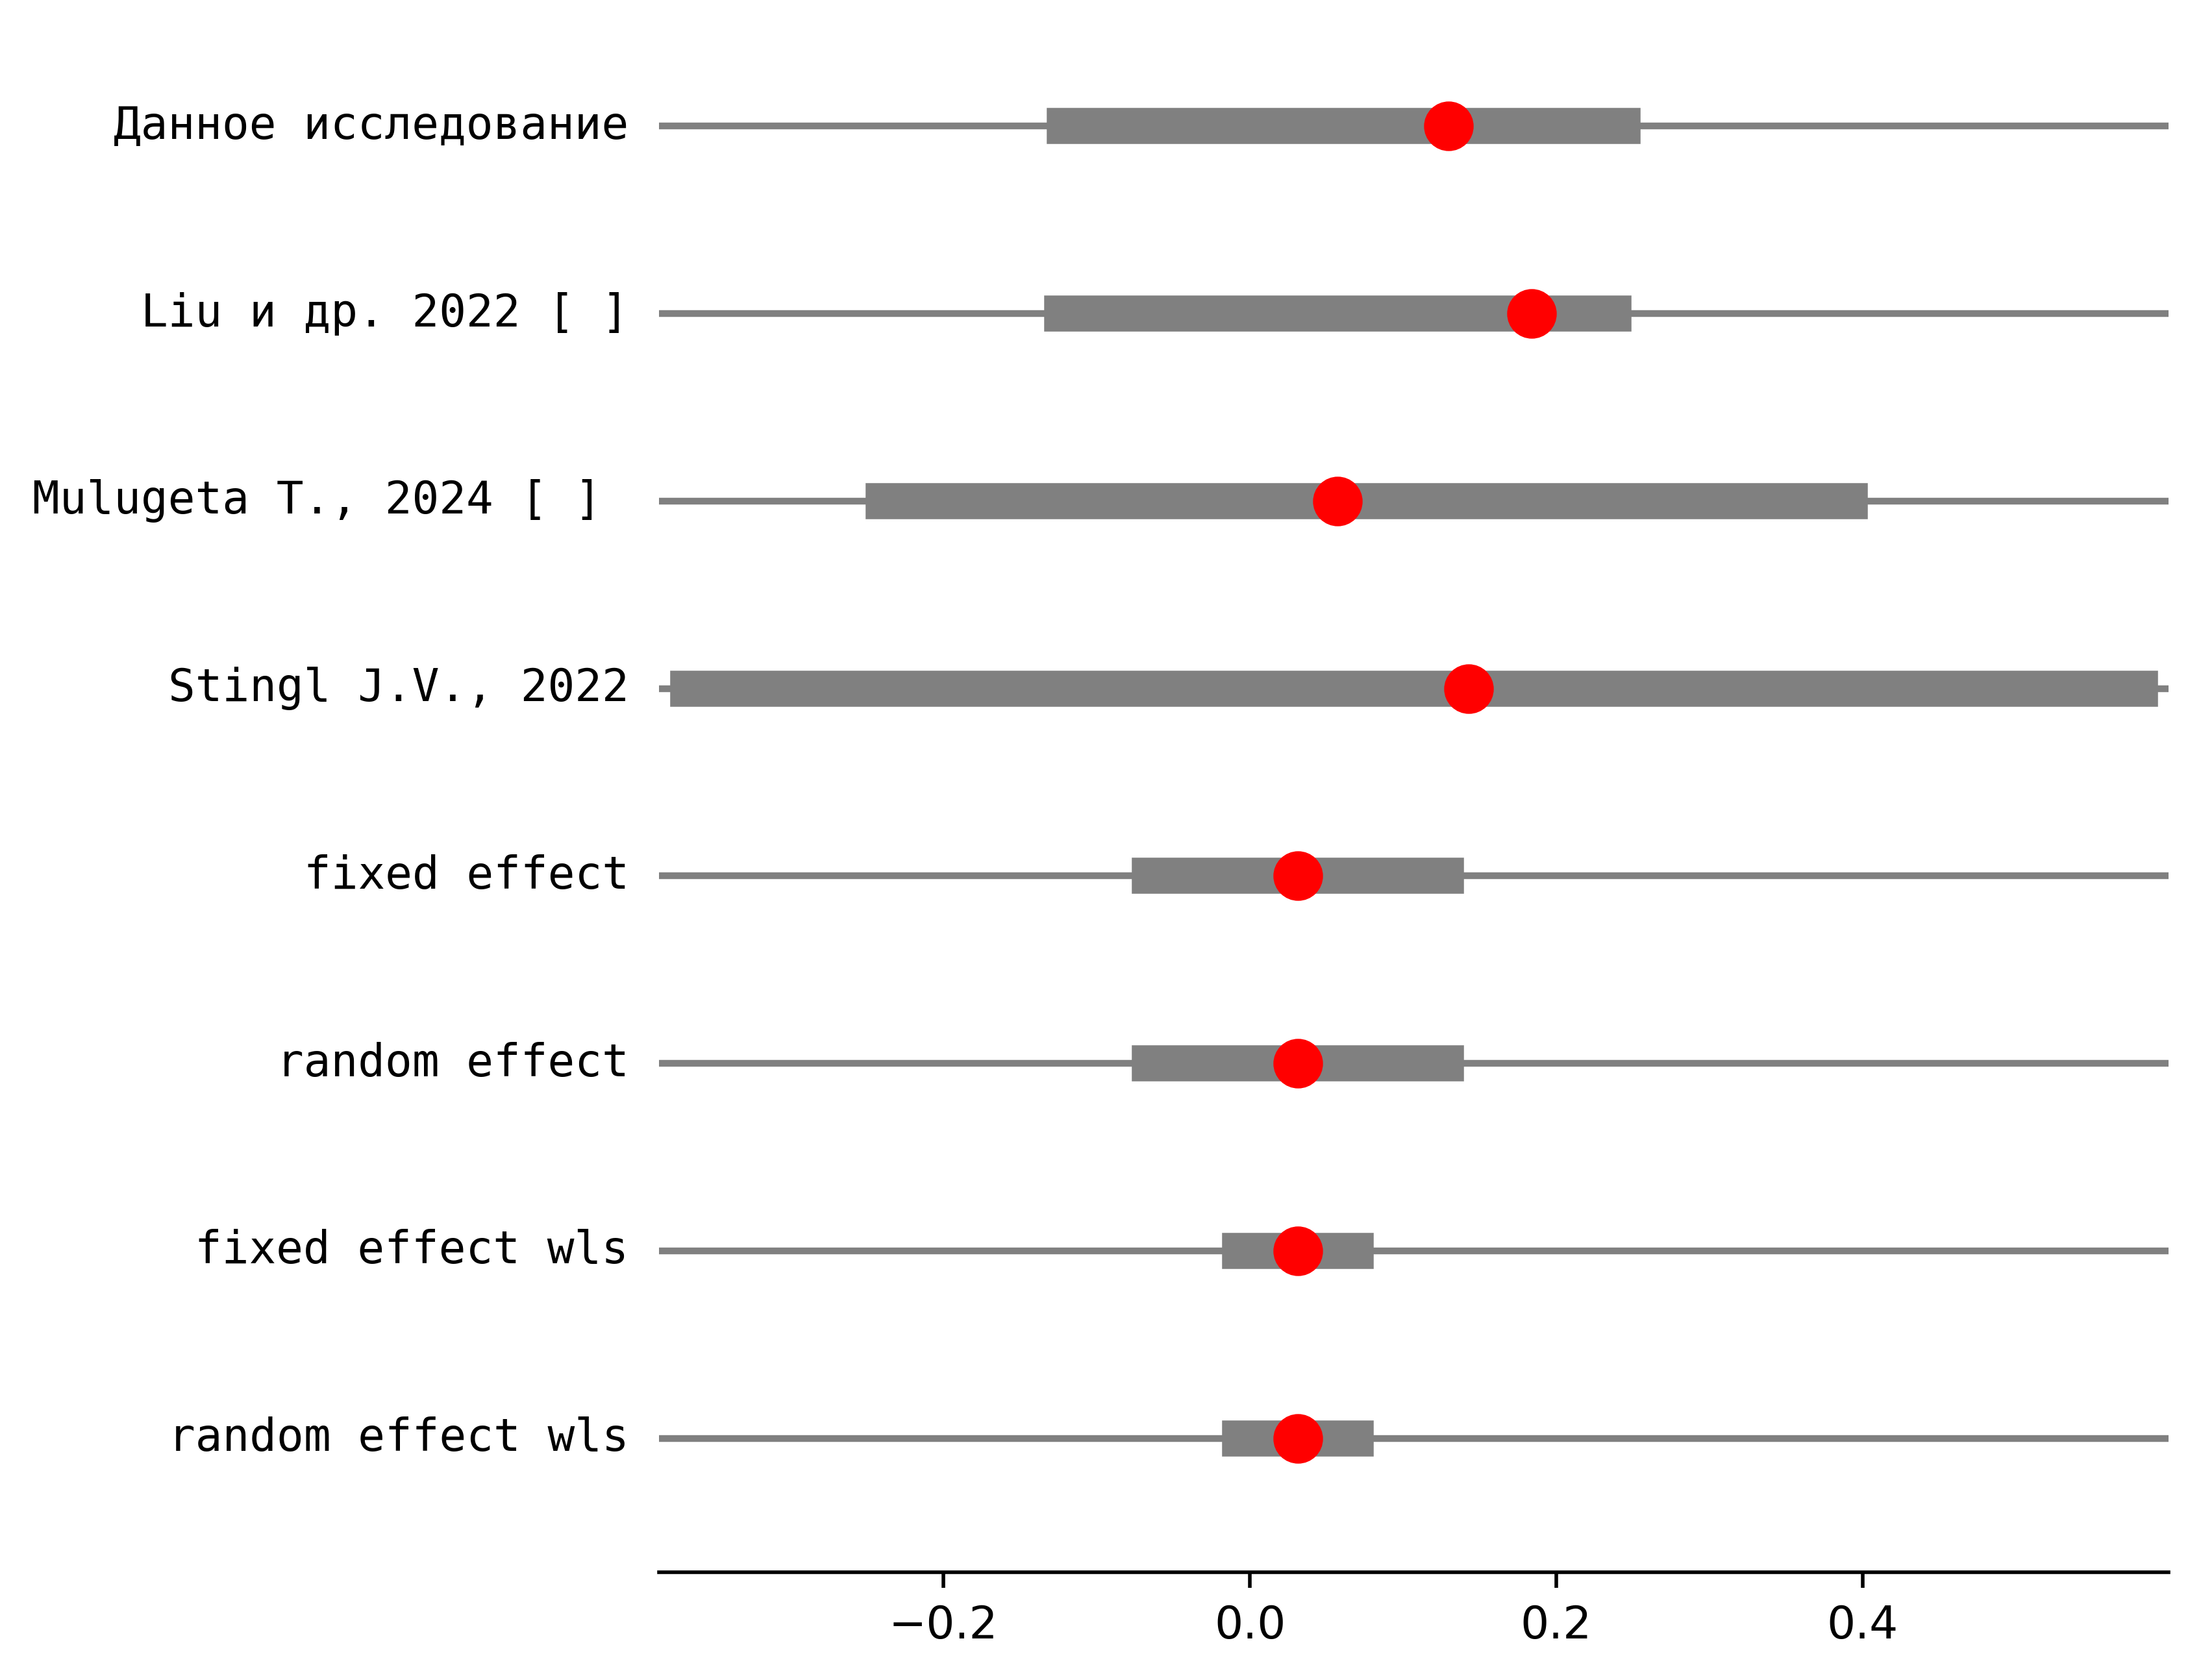 Данное исследование
Liu и др. 2022 [ ]
Mulugeta T., 2024 [ ]
Stingl J.V., 2022
fixed effect
random effect
fixed effect wls
random effect wls
−0.2 0.0 0.2 0.4